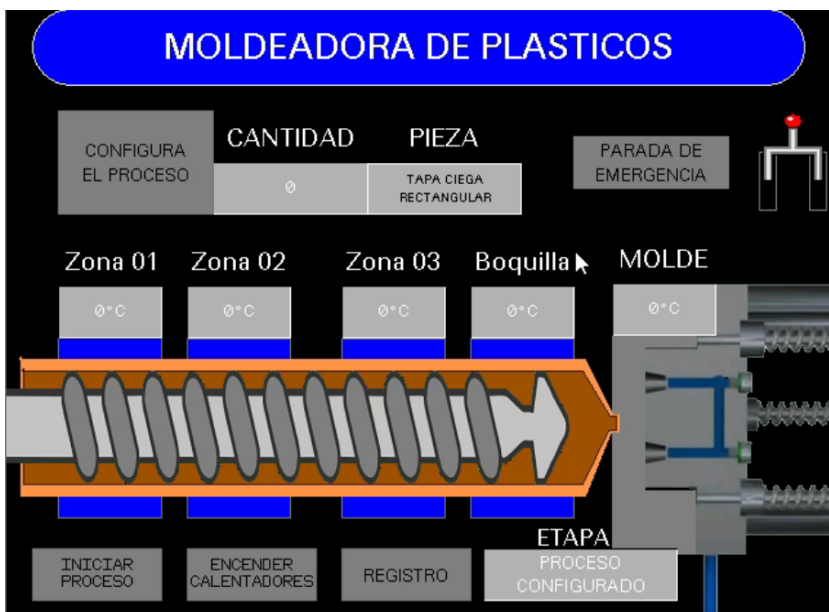 MOLDEADORA DE PLASTICOS
CONFIGURA
EL PROCESO
CANTIDAD
0
PIEZA
TAPA CIEGA
RECTANGULAR
PARADA DE
EMERGENCIA
Zona 01
Zona 02
Zona 03
Boquilla
MOLDE
0°C
0°C
0°C
0°C
0°C
INICIAR
PROCESO
ENCENDER
CALENTADORES
REGISTRO
ETAPA
PROCESO
CONFIGURADO